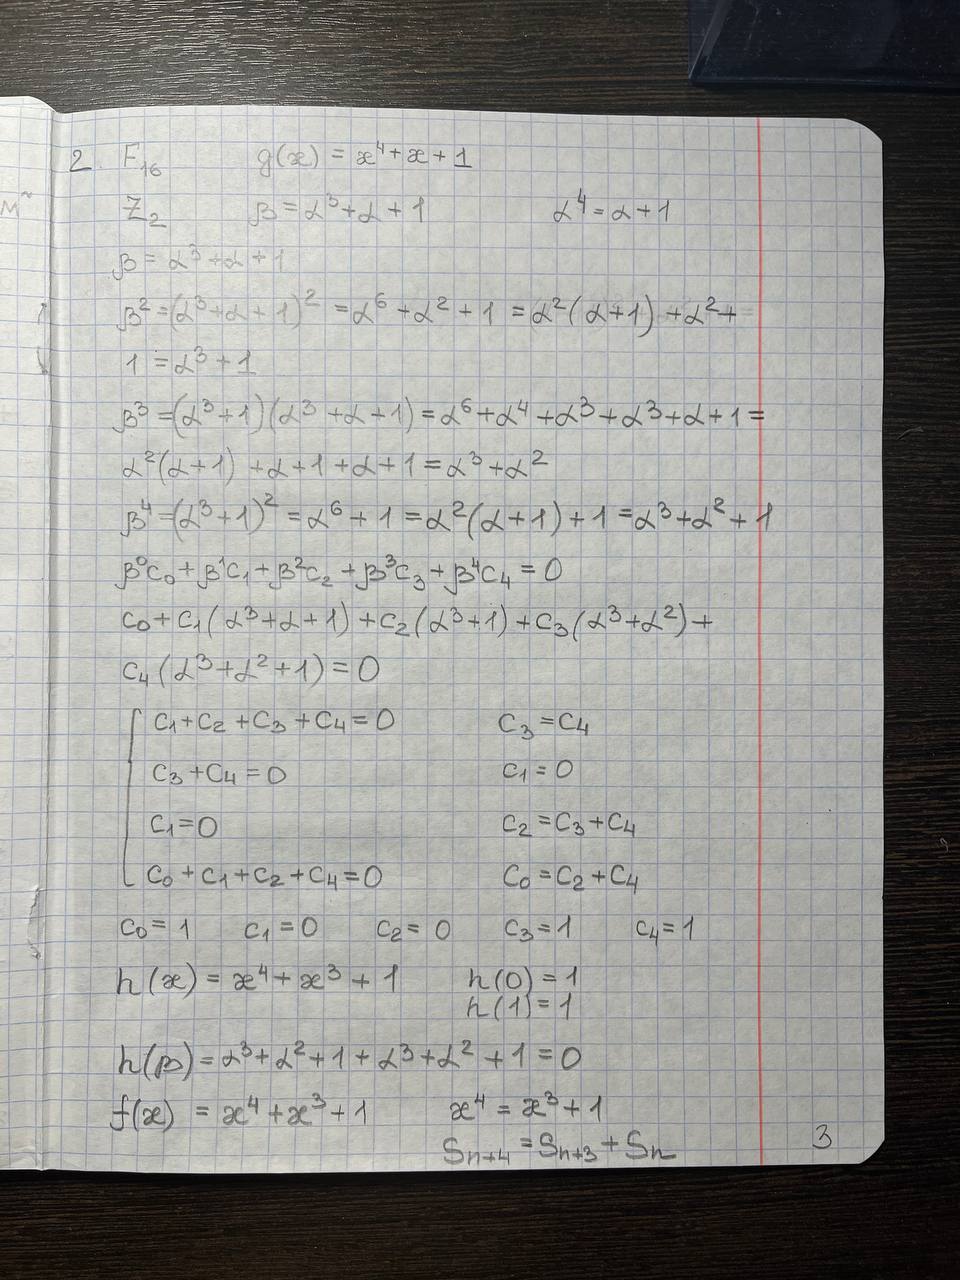 2. F₁₆ g(x) = x⁴ + x + 1
Z₂ β = α³ + α + 1 α⁴ = α + 1
β = α³ + α + 1
β² = (α³ + α + 1)² = α⁶ + α² + 1 = α²(α + 1) + α² +
1 = α³ + 1
β³ = (α³ + 1)(α³ + α + 1) = α⁶ + α⁴ + α³ + α³ + α + 1 =
α²(α + 1) + α + 1 + α + 1 = α³ + α²
β⁴ = (α³ + 1)² = α⁶ + 1 = α²(α + 1) + 1 = α³ + α² + 1
β⁰c₀ + β¹c₁ + β²c₂ + β³c₃ + β⁴c₄ = 0
c₀ + c₁(α³ + α + 1) + c₂(α³ + 1) + c₃(α³ + α²) +
c₄(α³ + α² + 1) = 0
c₁ + c₂ + c₃ + c₄ = 0 c₃ = c₄
c₃ + c₄ = 0 c₁ = 0
c₁ = 0 c₂ = c₃ + c₄
c₀ + c₁ + c₂ + c₄ = 0 c₀ = c₂ + c₄
c₀ = 1 c₁ = 0 c₂ = 0 c₃ = 1 c₄ = 1
h(x) = x⁴ + x³ + 1 h(0) = 1
h(1) = 1
h(β) = α³ + α² + 1 + α³ + α² + 1 = 0
f(x) = x⁴ + x³ + 1 x⁴ = x³ + 1
Sₙ₊₄ = Sₙ₊₃ + Sₙ
3